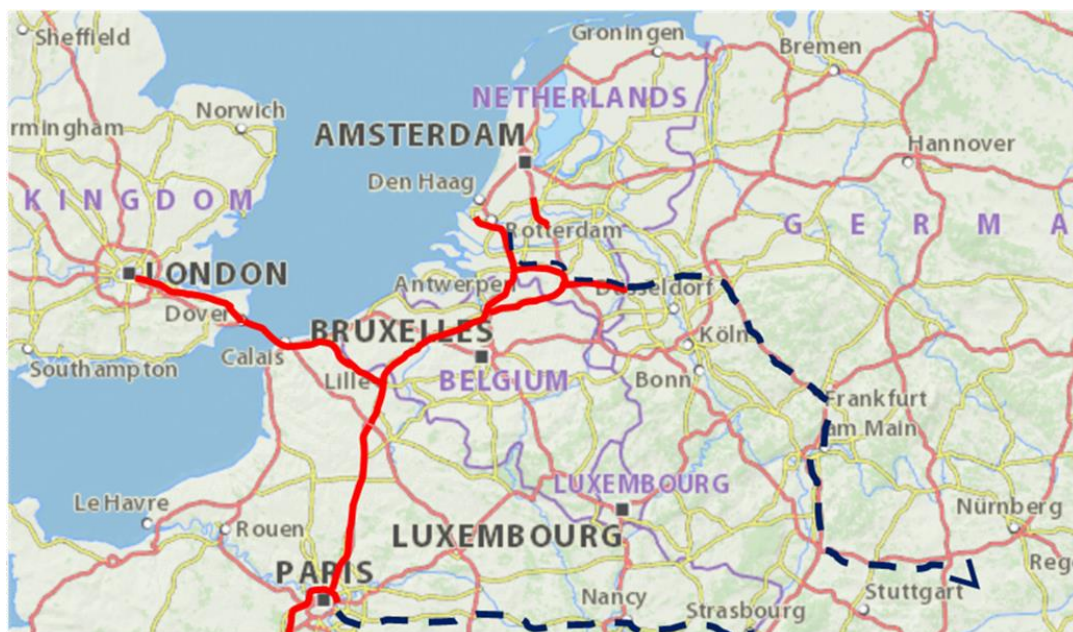 Sheffield
Groningen
Bremen
Norwich
NETHERLANDS
rmingham
AMSTERDAM
Hannover
Den Haag
KINGDOM
GERMA
Rotterdam
LONDON
Antwerpen
Düsseldorf
Dover
BRUXELLES
Köln
Calais
Southampton
Lille
BELGIUM
Bonn
Frankfurt
am Main
LUXEMBOURG
Le Havre
Nürnberg
Rouen
LUXEMBOURG
Reg
PARIS
Nancy
Stuttgart
Strasbourg